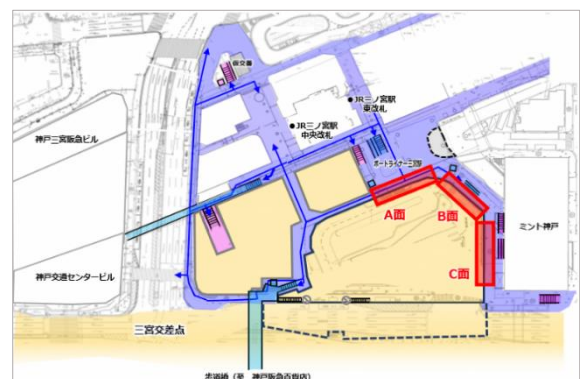 仮交番
●JR三ノ宮駅
東改札
●JR三ノ宮駅
中央改札
神戸三宮阪急ビル
ポートライナー三宮駅
A面
B面
ミント神戸
C面
神戸交通センタービル
三宮交差点
歩道橋（至 神戸阪急百貨店）